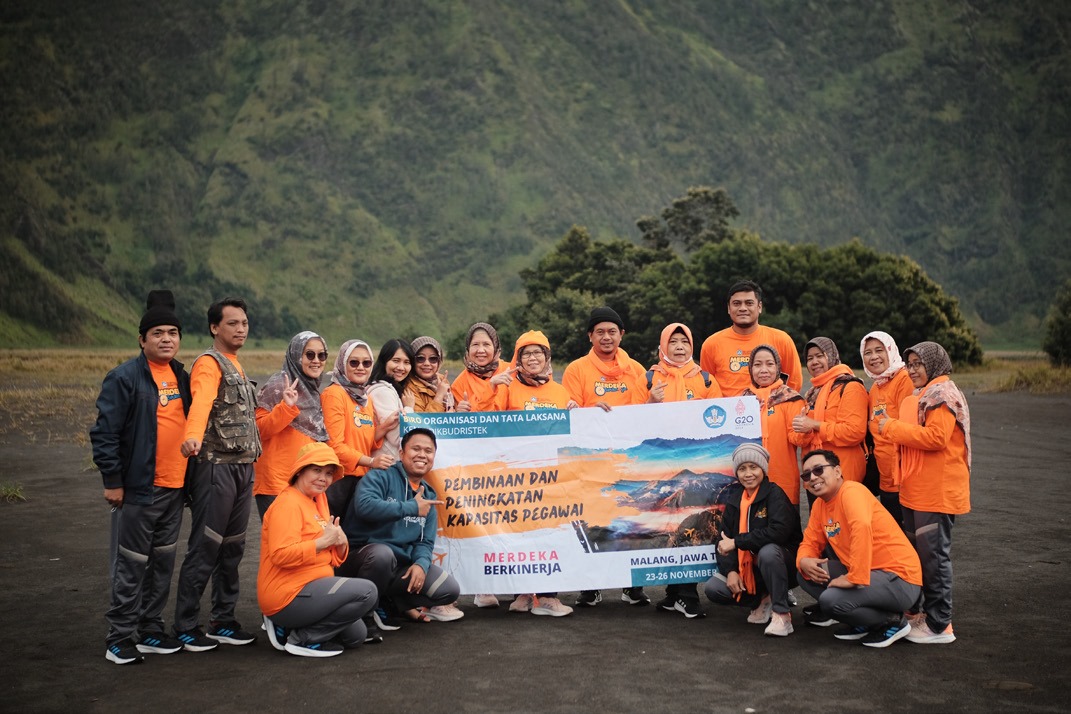 BIRO ORGANISASI DAN TATA LAKSANA
G20
PEMBINAAN DAN
PENINGKATAN
KAPASITAS PEGAWAI
MERDEKA
BERKINERJA
MALANG, JAWA T
23-26 NOVEMBER
MERDEKA